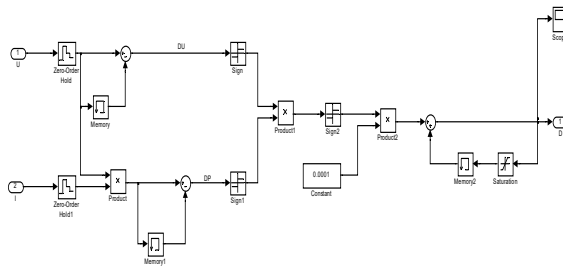 1
U
Zero-Order
Hold
Memory
DU
Sign
x
Product1
Sign2
x
Product2
0.0001
Constant
Scop
1
D
Memory2
Saturation
2
I
Zero-Order
Hold1
x
Product
DP
Sign1
Memory1